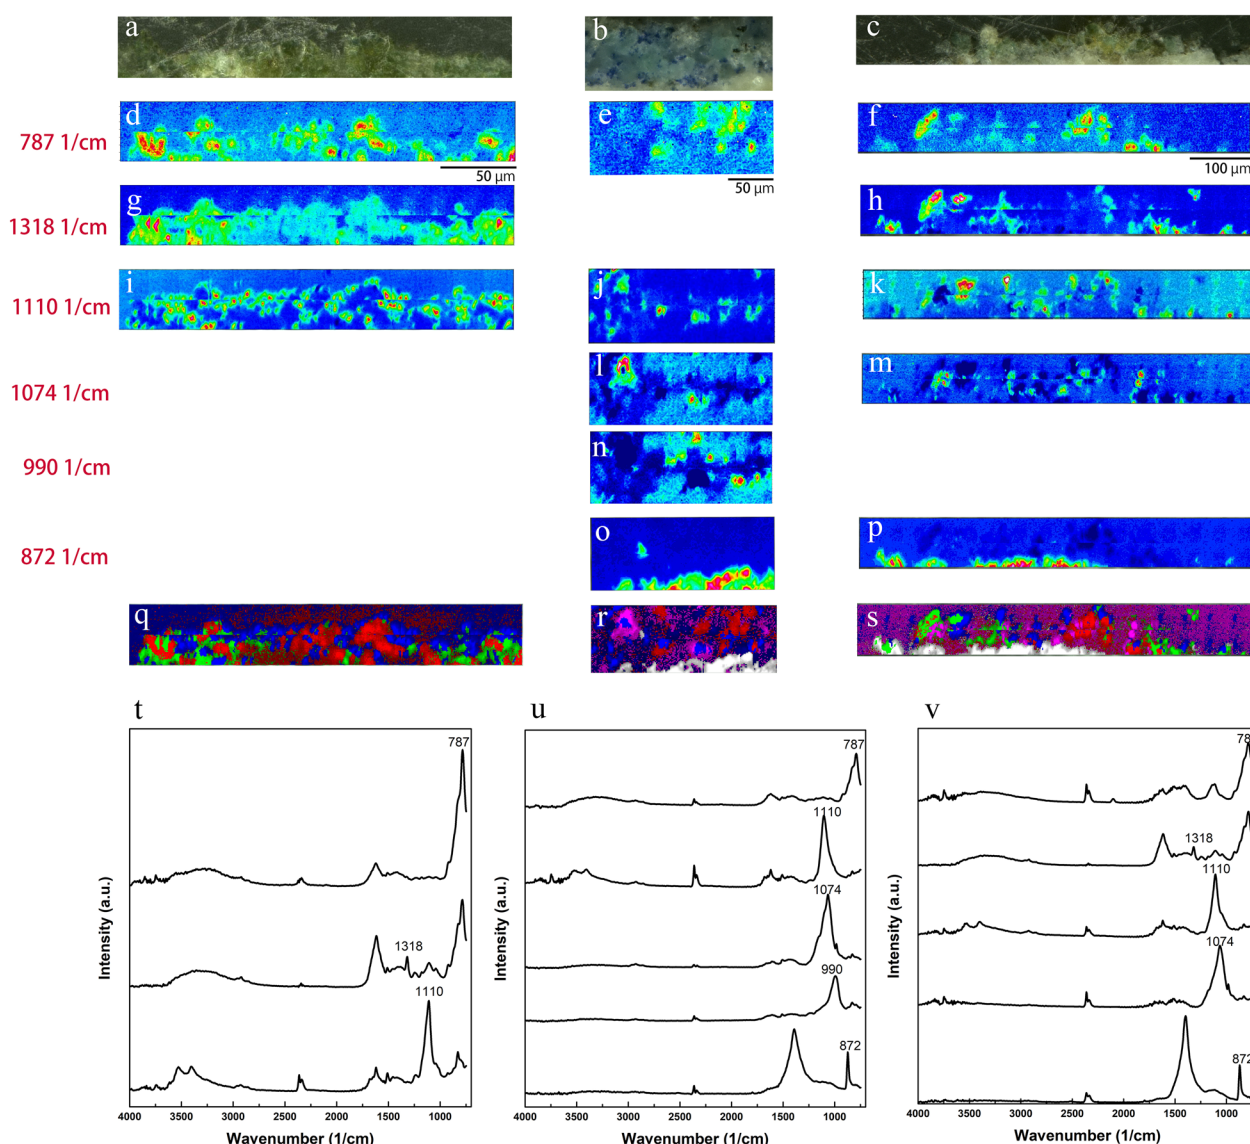 a
b
c
787 1/cm
d
e
f
50 µm
50 µm
100 µm
1318 1/cm
g
h
1110 1/cm
i
j
k
1074 1/cm
l
m
990 1/cm
n
872 1/cm
o
p
q
r
s
t
u
v
787
1318
1110
Intensity (a.u.)
4000 3500 3000 2500 2000 1500 1000
Wavenumber (1/cm)
787
1110
1074
990
872
Intensity (a.u.)
4000 3500 3000 2500 2000 1500 1000
Wavenumber (1/cm)
78
1318
1110
1074
872
Intensity (a.u.)
4000 3500 3000 2500 2000 1500 1000
Wavenumber (1/cm)